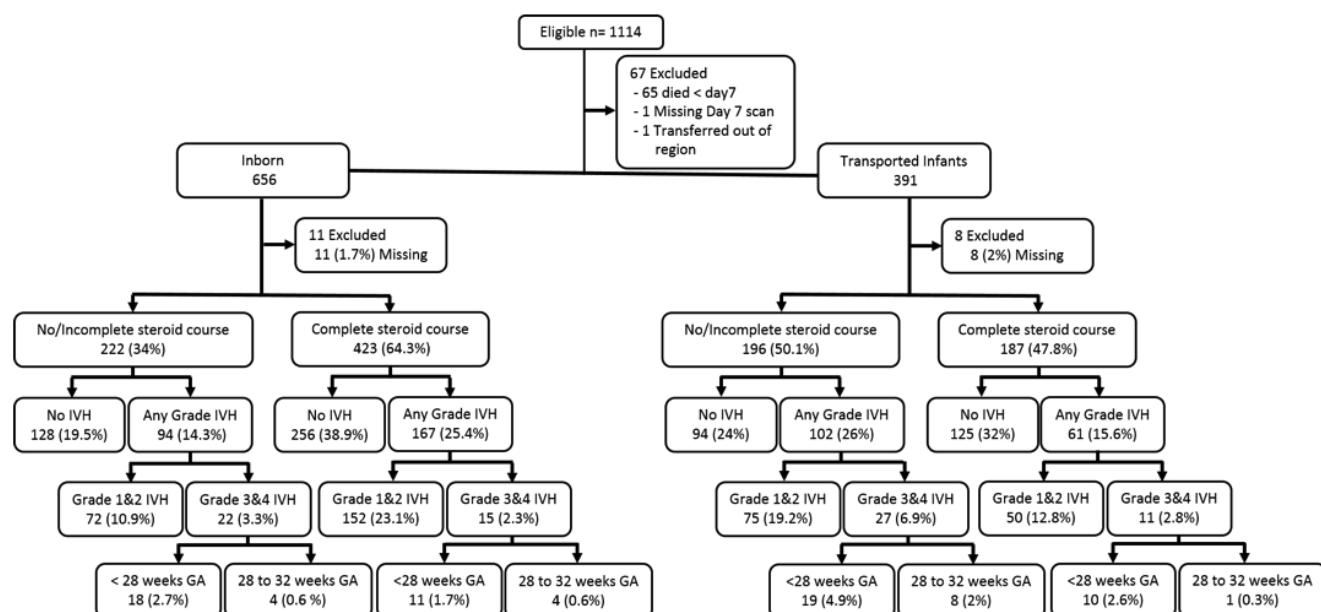 Eligible n= 1114
67 Excluded
- 65 died < day7
- 1 Missing Day 7 scan
- 1 Transferred out of
region
Inborn
656
Transported Infants
391
11 Excluded
11 (1.7%) Missing
8 Excluded
8 (2%) Missing
No/Incomplete steroid course
222 (34%)
Complete steroid course
423 (64.3%)
No/Incomplete steroid course
196 (50.1%)
Complete steroid course
187 (47.8%)
No IVH
128 (19.5%)
Any Grade IVH
94 (14.3%)
No IVH
256 (38.9%)
Any Grade IVH
167 (25.4%)
No IVH
94 (24%)
Any Grade IVH
102 (26%)
No IVH
125 (32%)
Any Grade IVH
61 (15.6%)
Grade 1&2 IVH
72 (10.9%)
Grade 3&4 IVH
22 (3.3%)
Grade 1&2 IVH
152 (23.1%)
Grade 3&4 IVH
15 (2.3%)
Grade 1&2 IVH
75 (19.2%)
Grade 3&4 IVH
27 (6.9%)
Grade 1&2 IVH
50 (12.8%)
Grade 3&4 IVH
11 (2.8%)
< 28 weeks GA
18 (2.7%)
28 to 32 weeks GA
4 (0.6 %)
<28 weeks GA
11 (1.7%)
28 to 32 weeks GA
4 (0.6%)
<28 weeks GA
19 (4.9%)
28 to 32 weeks GA
8 (2%)
<28 weeks GA
10 (2.6%)
28 to 32 weeks GA
1 (0.3%)